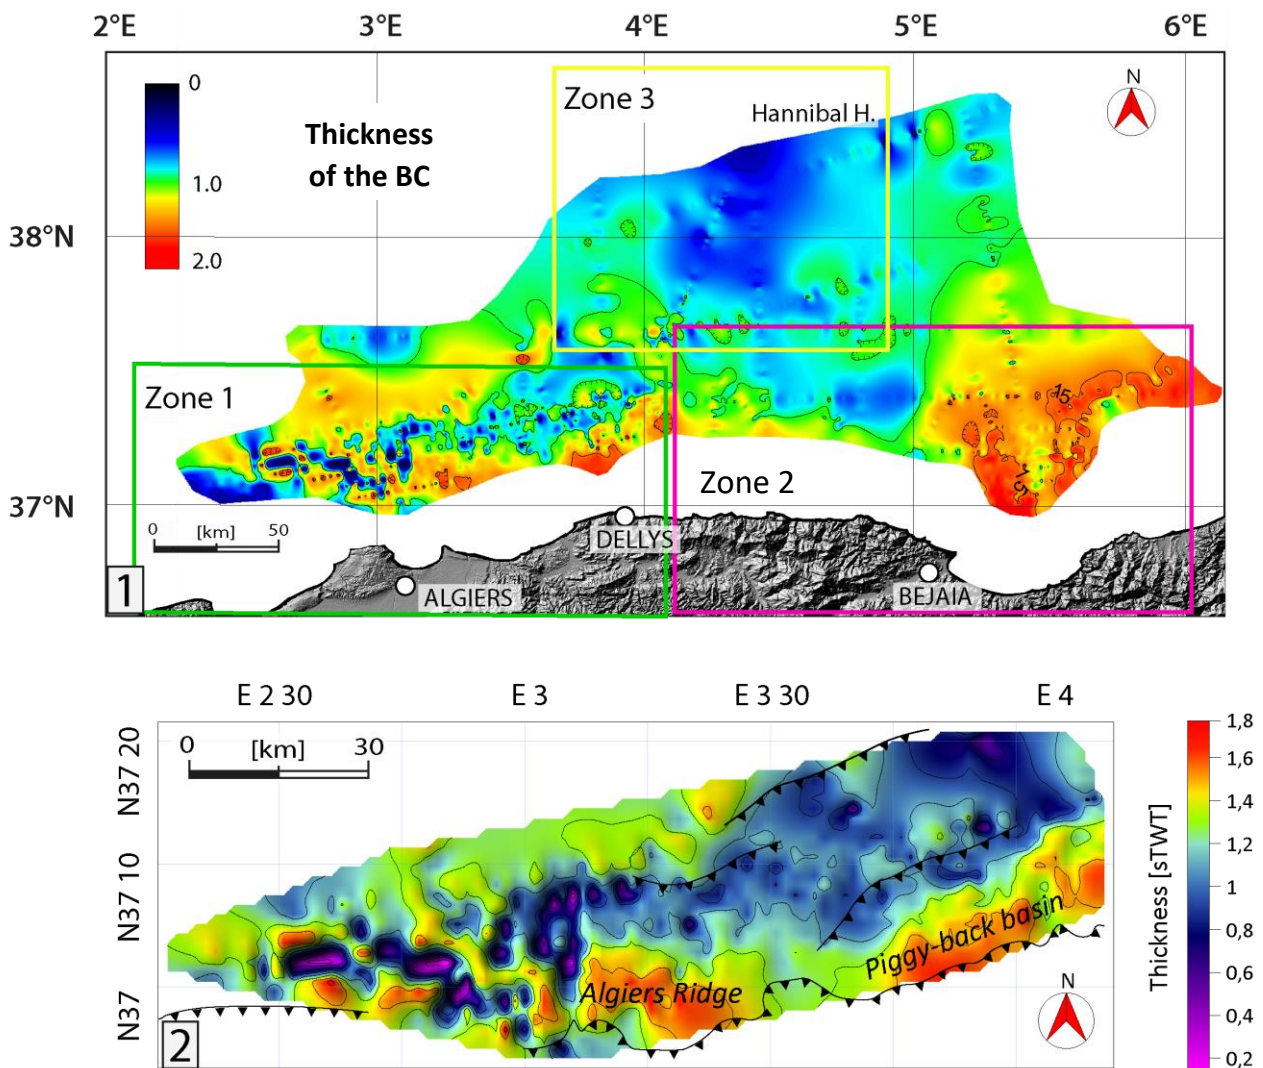 2°E 3°E 4°E 5°E 6°E
0
1.0
2.0
Thickness
of the BC
Zone 3
Hannibal H.
N
38°N
Zone 1
15
15
Zone 2
37°N
0 [km] 50
DELLYS
ALGIERS
BEJAIA
1
E 2 30 E 3 E 3 30 E 4
0 [km] 30
N37 20
N37 10
N37
Piggy-back basin
Algiers Ridge
N
2
Thickness [sTWT]
1,8
1,6
1,4
1,2
1
0,8
0,6
0,4
0,2